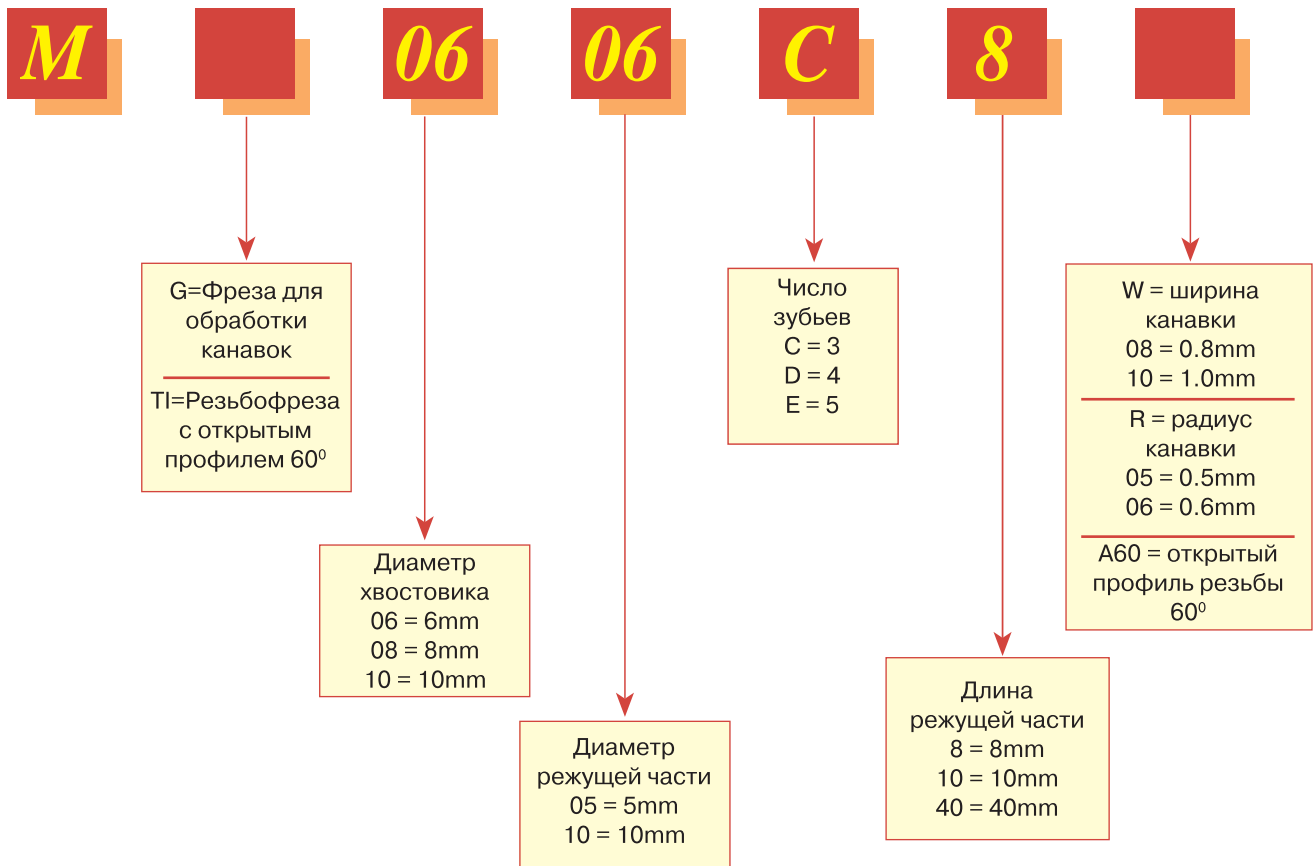 M 06 06 C 8
G=Фреза для
обработки
канавок
TI=Резьбофреза
с открытым
профилем 60⁰
Диаметр
хвостовика
06 = 6mm
08 = 8mm
10 = 10mm
Диаметр
режущей части
05 = 5mm
10 = 10mm
Число
зубьев
C = 3
D = 4
E = 5
Длина
режущей части
8 = 8mm
10 = 10mm
40 = 40mm
W = ширина
канавки
08 = 0.8mm
10 = 1.0mm
R = радиус
канавки
05 = 0.5mm
06 = 0.6mm
A60 = открытый
профиль резьбы
60⁰